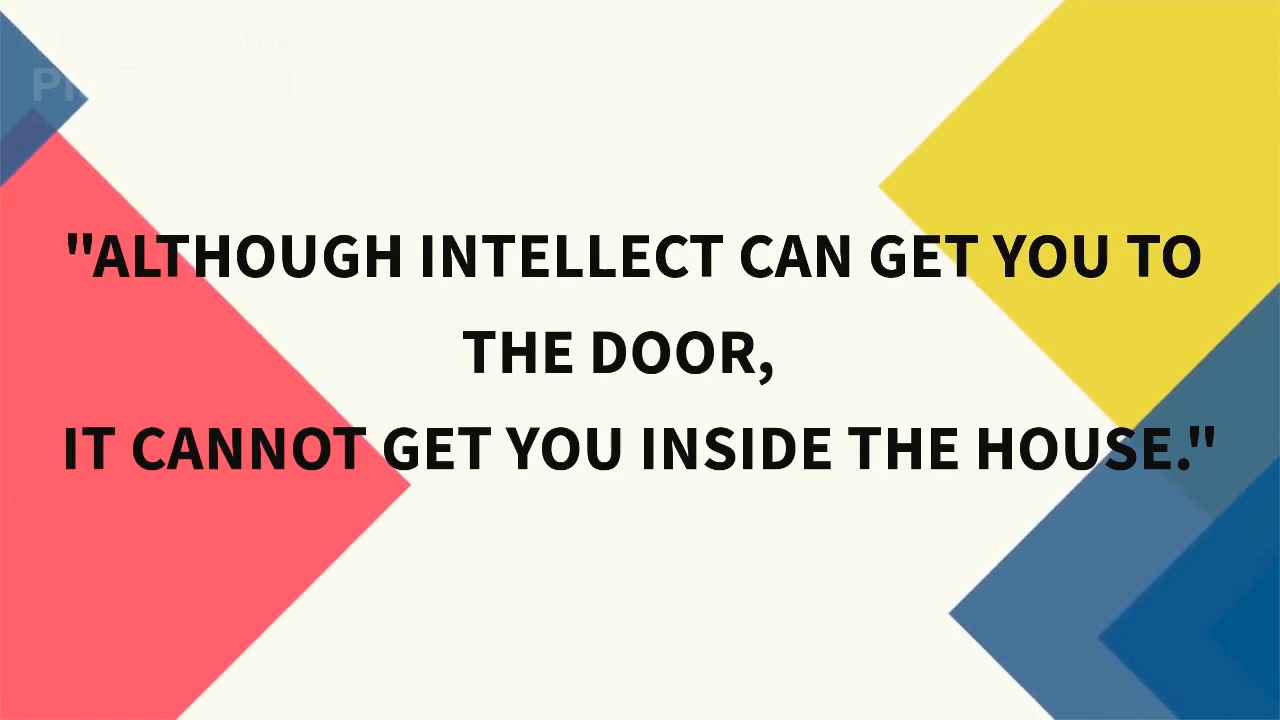 "ALTHOUGH INTELLECT CAN GET YOU TO
THE DOOR,
IT CANNOT GET YOU INSIDE THE HOUSE."